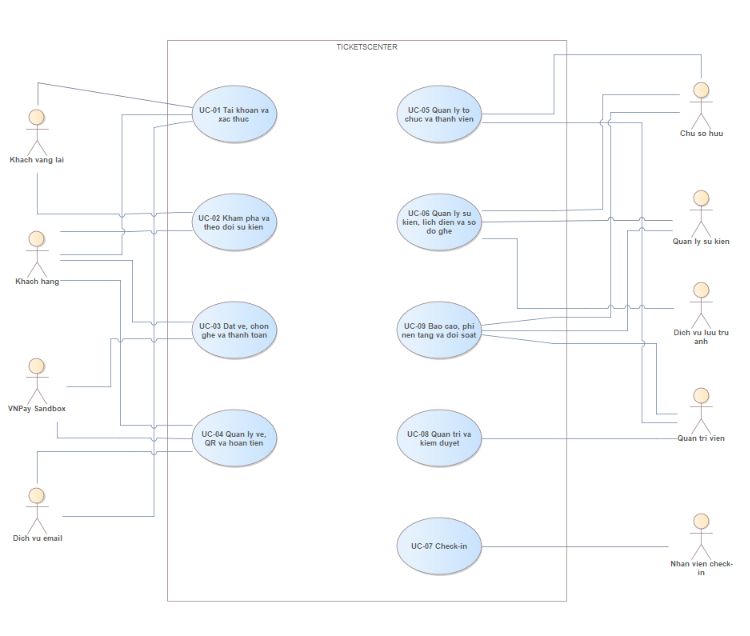 TICKETSCENTER
UC-01 Tai khoan va
xac thuc
UC-05 Quan ly to
chuc va thanh vien
Khach vang lai
Chu so huu
UC-02 Kham pha va
theo doi su kien
UC-06 Quan ly su
kien, lich dien va so
do ghe
Khach hang
Quan ly su kien
UC-03 Dat ve, chon
ghe va thanh toan
UC-09 Bao cao, phi
nen tang va doi soat
Dich vu luu tru
anh
VNPay Sandbox
UC-04 Quan ly ve,
QR va hoan tien
UC-08 Quan tri va
kiem duyet
Quan tri vien
Dich vu email
UC-07 Check-in
Nhan vien check-
in